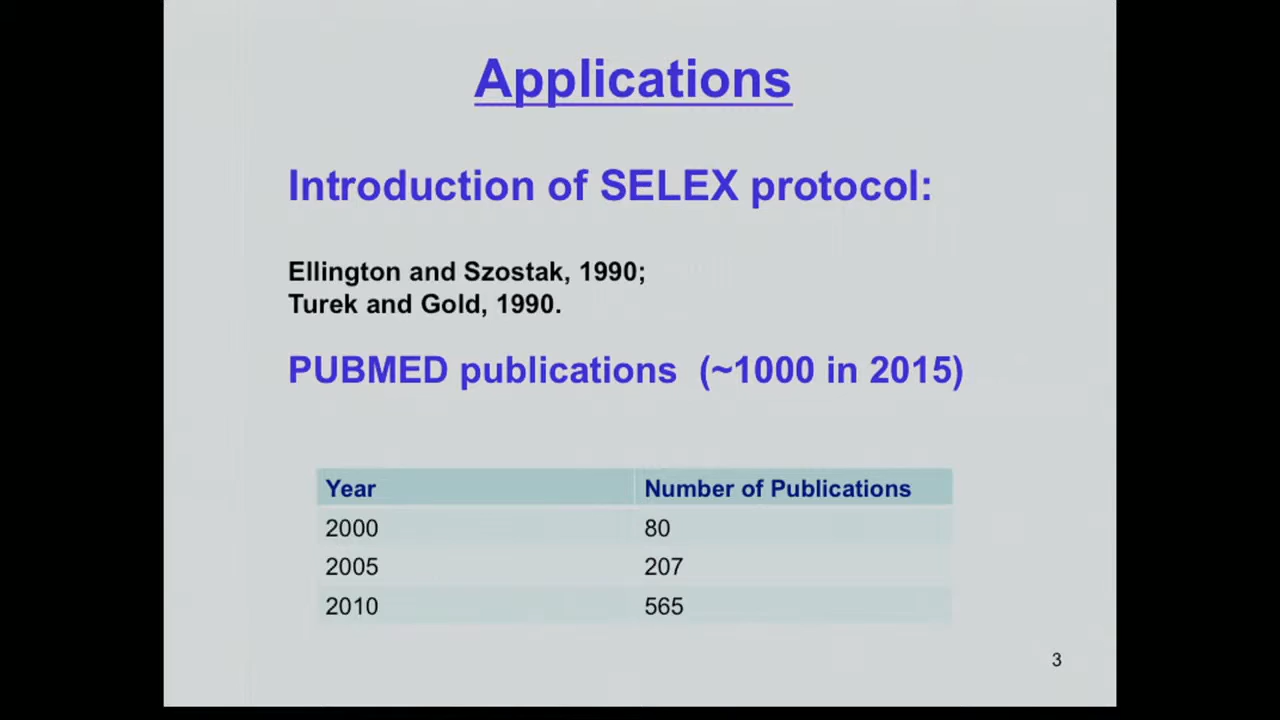 Applications
Introduction of SELEX protocol:
Ellington and Szostak, 1990;
Turek and Gold, 1990.
PUBMED publications (~1000 in 2015)
Year Number of Publications
2000 80
2005 207
2010 565
3